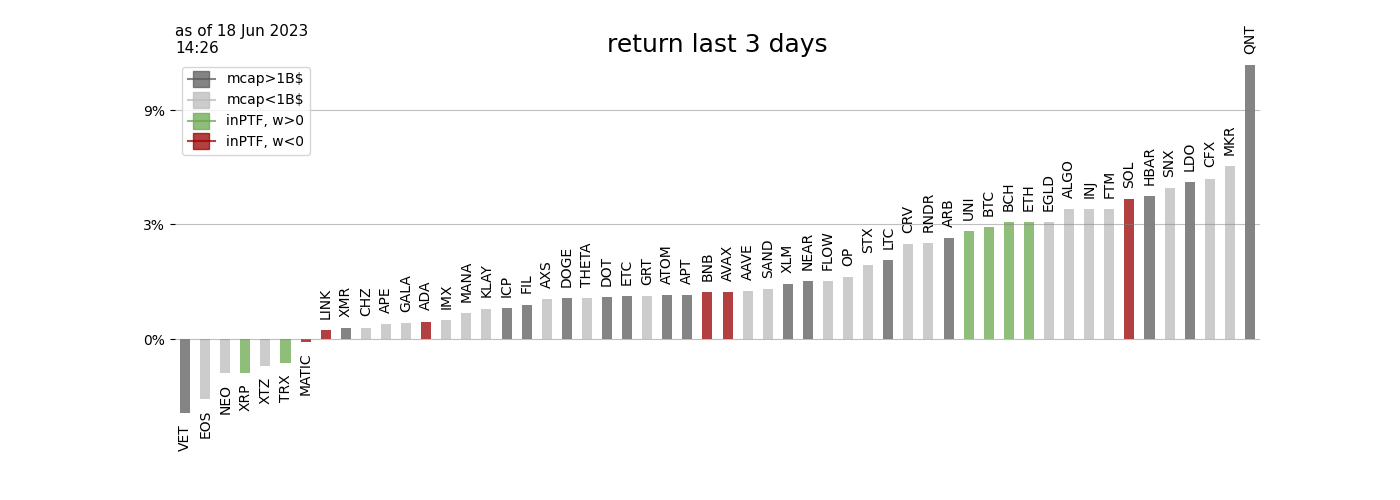 as of 18 Jun 2023
14:26
return last 3 days
mcap>1B$
mcap<1B$
inPTF, w>0
inPTF, w<0
9%
3%
0%
VET
EOS
NEO
XRP
XTZ
TRX
MATIC
LINK
XMR
CHZ
APE
GALA
ADA
IMX
MANA
KLAY
ICP
FIL
AXS
DOGE
THETA
DOT
ETC
GRT
ATOM
APT
BNB
AVAX
AAVE
SAND
XLM
NEAR
FLOW
OP
STX
LTC
CRV
RNDR
ARB
UNI
BTC
BCH
ETH
EGLD
ALGO
INJ
FTM
SOL
HBAR
SNX
LDO
CFX
MKR
QNT